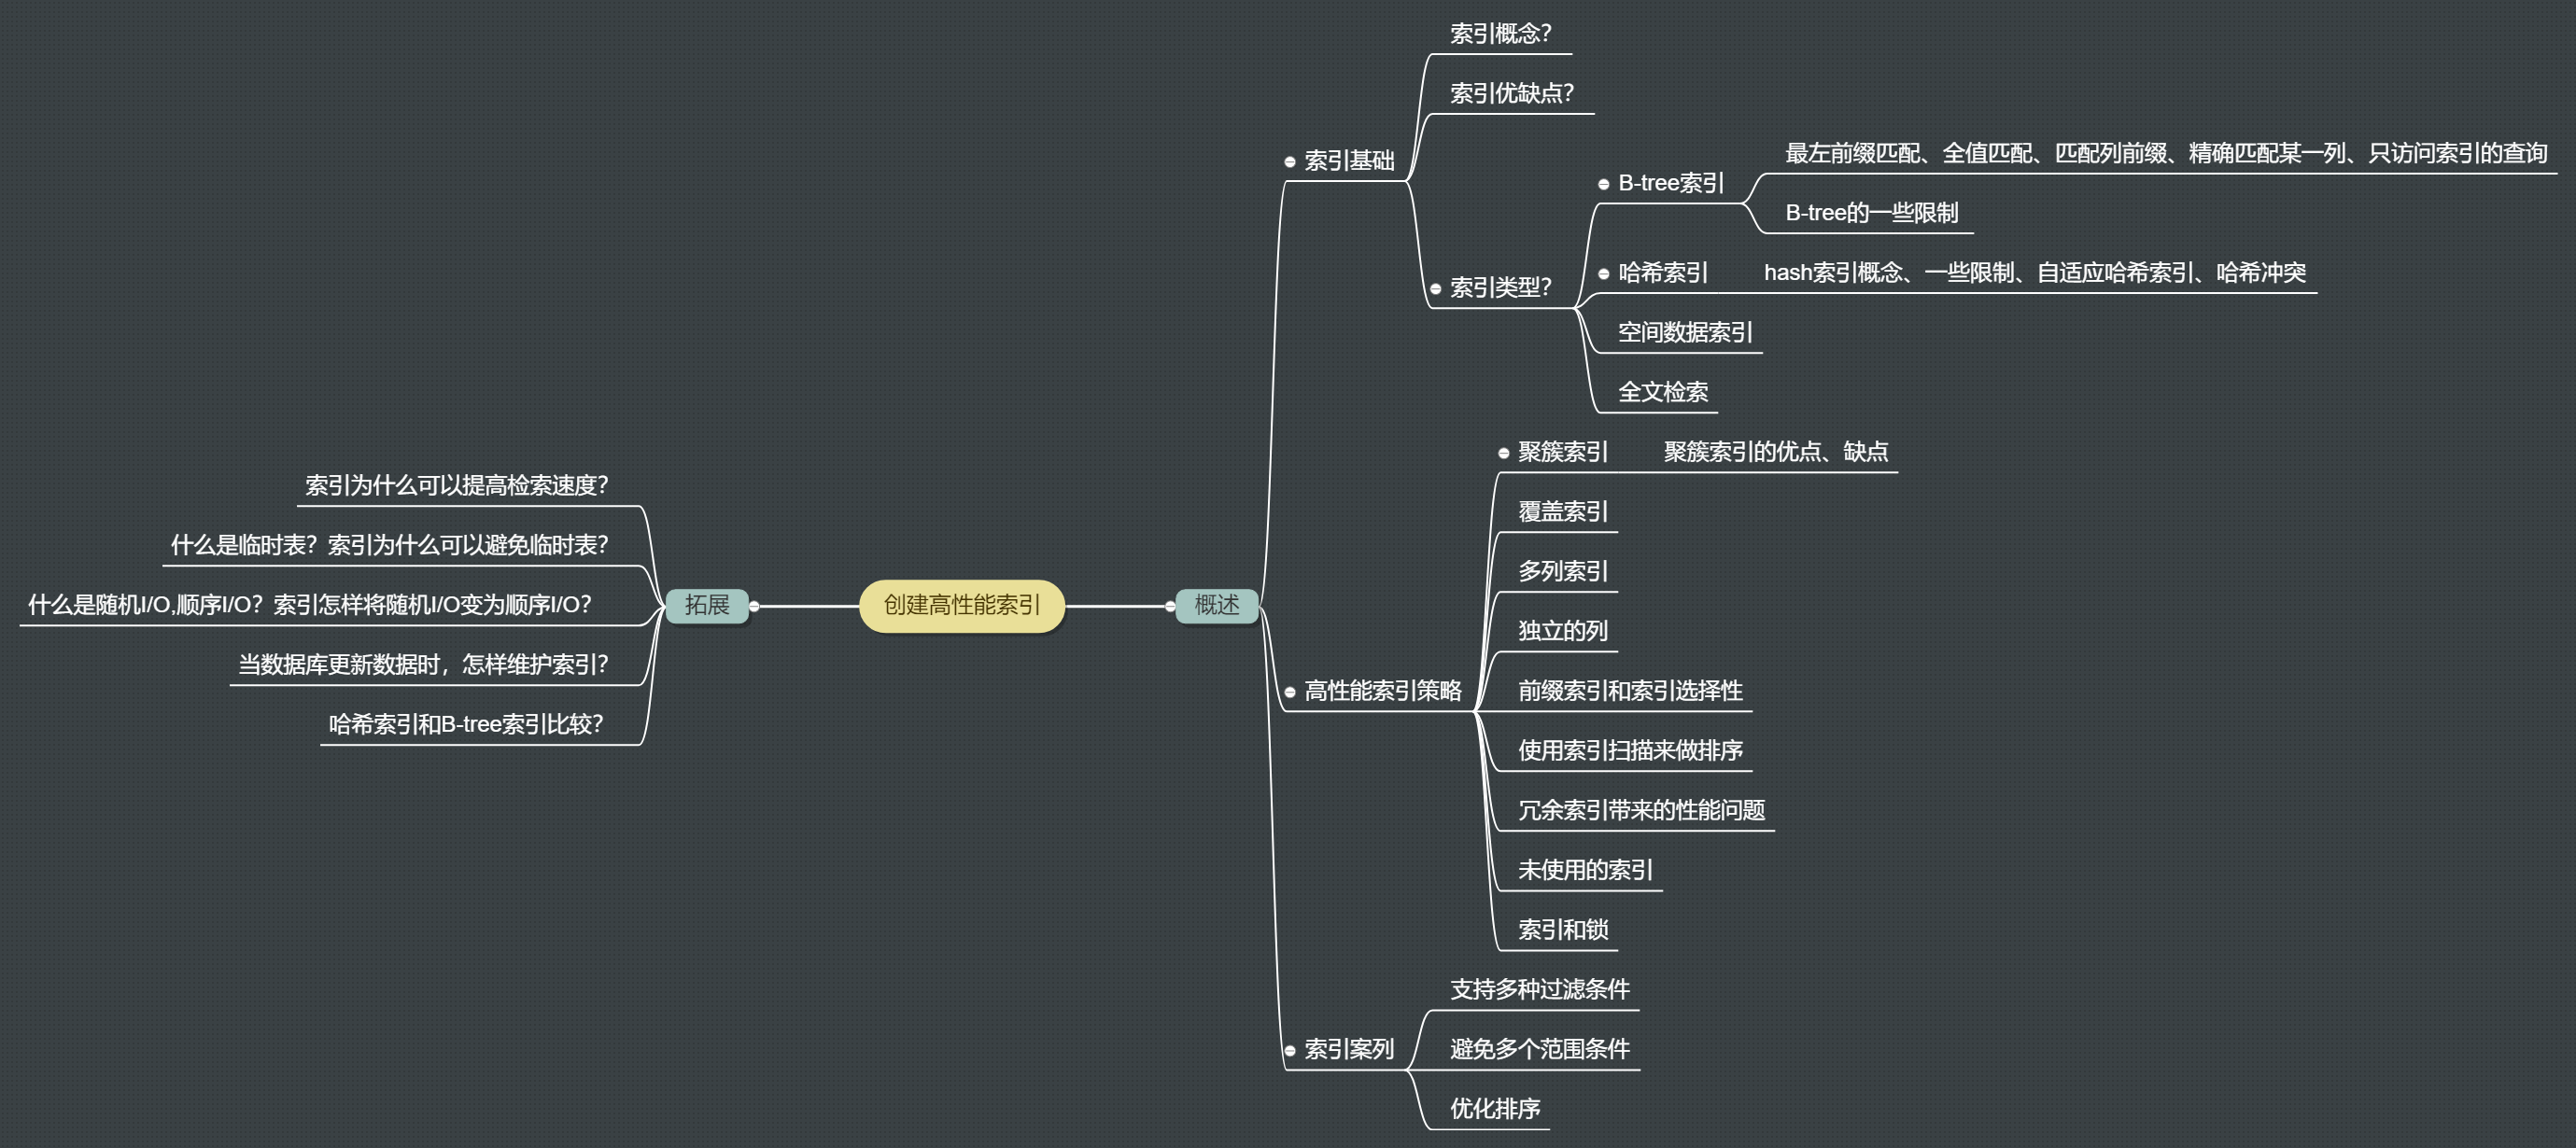 创建高性能索引
概述
索引基础
索引概念？
索引优缺点？
索引类型？
B-tree索引
最左前缀匹配、全值匹配、匹配列前缀、精确匹配某一列、只访问索引的查询
B-tree的一些限制
哈希索引
hash索引概念、一些限制、自适应哈希索引、哈希冲突
空间数据索引
全文检索
高性能索引策略
聚簇索引
聚簇索引的优点、缺点
覆盖索引
多列索引
独立的列
前缀索引和索引选择性
使用索引扫描来做排序
冗余索引带来的性能问题
未使用的索引
索引和锁
索引案列
支持多种过滤条件
避免多个范围条件
优化排序
拓展
索引为什么可以提高检索速度？
什么是临时表？索引为什么可以避免临时表？
什么是随机I/O,顺序I/O？索引怎样将随机I/O变为顺序I/O？
当数据库更新数据时，怎样维护索引？
哈希索引和B-tree索引比较？